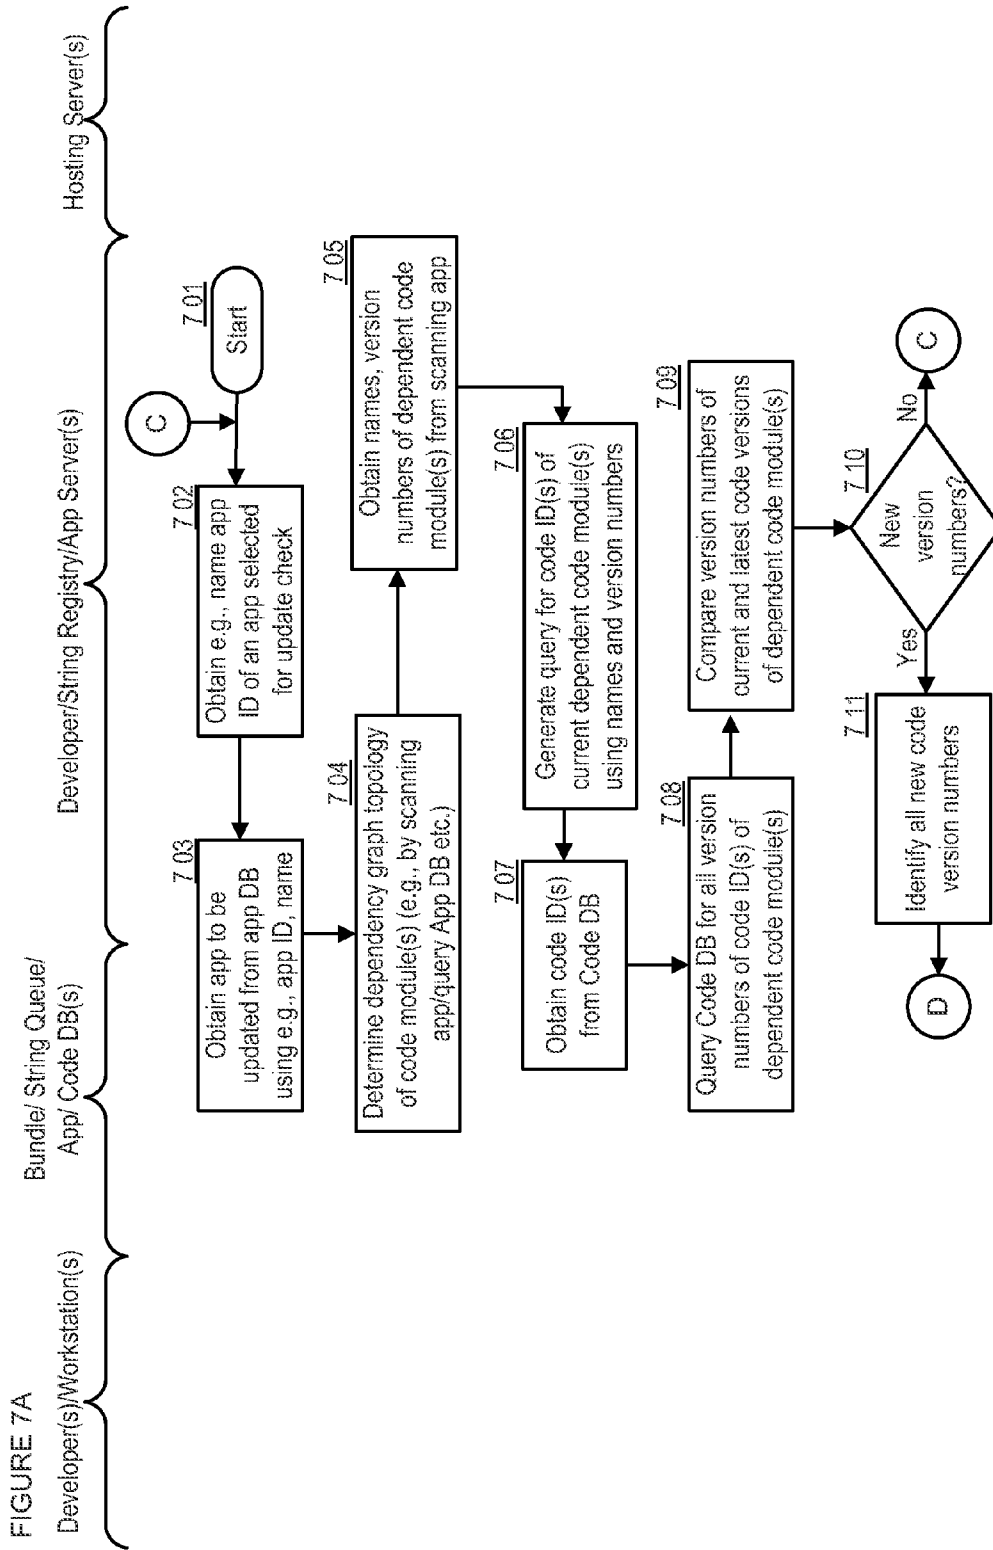 FIGURE 7A
Developer(s)/Workstation(s)
Bundle/ String Queue/
App/ Code DB(s)
Developer/String Registry/App Server(s)
Hosting Server(s)
7 01
Start
C
7 02
Obtain e.g., name app
ID of an app selected
for update check
7 03
Obtain app to be
updated from app DB
using e.g., app ID, name
7 04
Determine dependency graph topology
of code module(s) (e.g., by scanning
app/query App DB etc.)
7 05
Obtain names, version
numbers of dependent code
module(s) from scanning app
7 06
Generate query for code ID(s) of
current dependent code module(s)
using names and version numbers
7 07
Obtain code ID(s)
from Code DB
7 08
Query Code DB for all version
numbers of code ID(s) of
dependent code module(s)
7 09
Compare version numbers of
current and latest code versions
of dependent code module(s)
7 10
New
version
numbers?
No
C
Yes
7 11
Identify all new code
version numbers
D